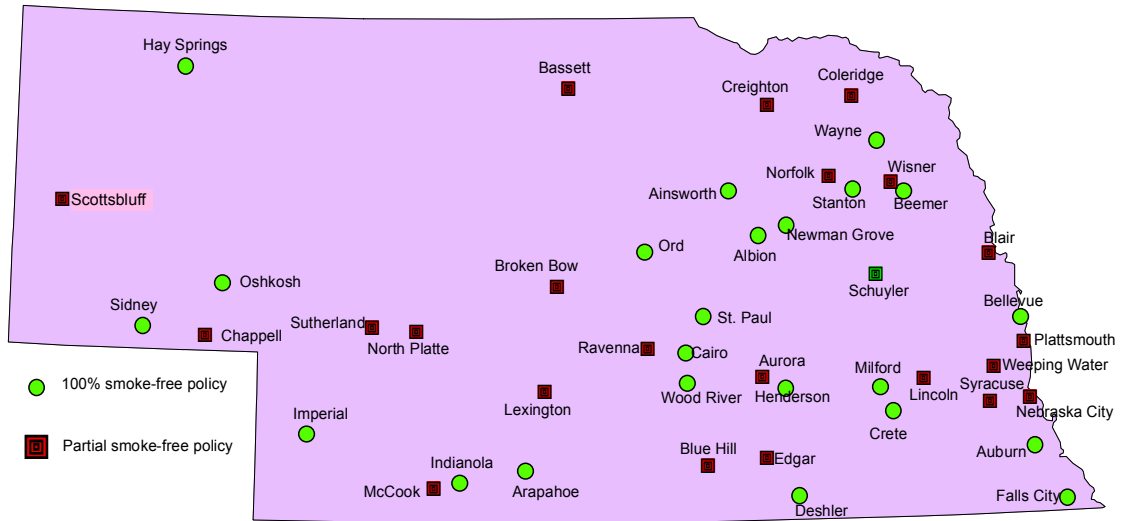 Hay Springs
Bassett
Coleridge
Creighton
Wayne
Norfolk
Wisner
Scottsbluff
Ainsworth
Stanton
Beemer
Newman Grove
Albion
Ord
Blair
Broken Bow
Oshkosh
Schuyler
Sidney
Bellevue
St. Paul
Sutherland
Chappell
North Platte
Plattsmouth
Ravenna
Cairo
Aurora
Weeping Water
Milford
100% smoke-free policy
Syracuse
Lincoln
Henderson
Wood River
Lexington
Imperial
Nebraska City
Crete
Partial smoke-free policy
Blue Hill
Edgar
Auburn
Indianola
McCook
Arapahoe
Falls City
Deshler